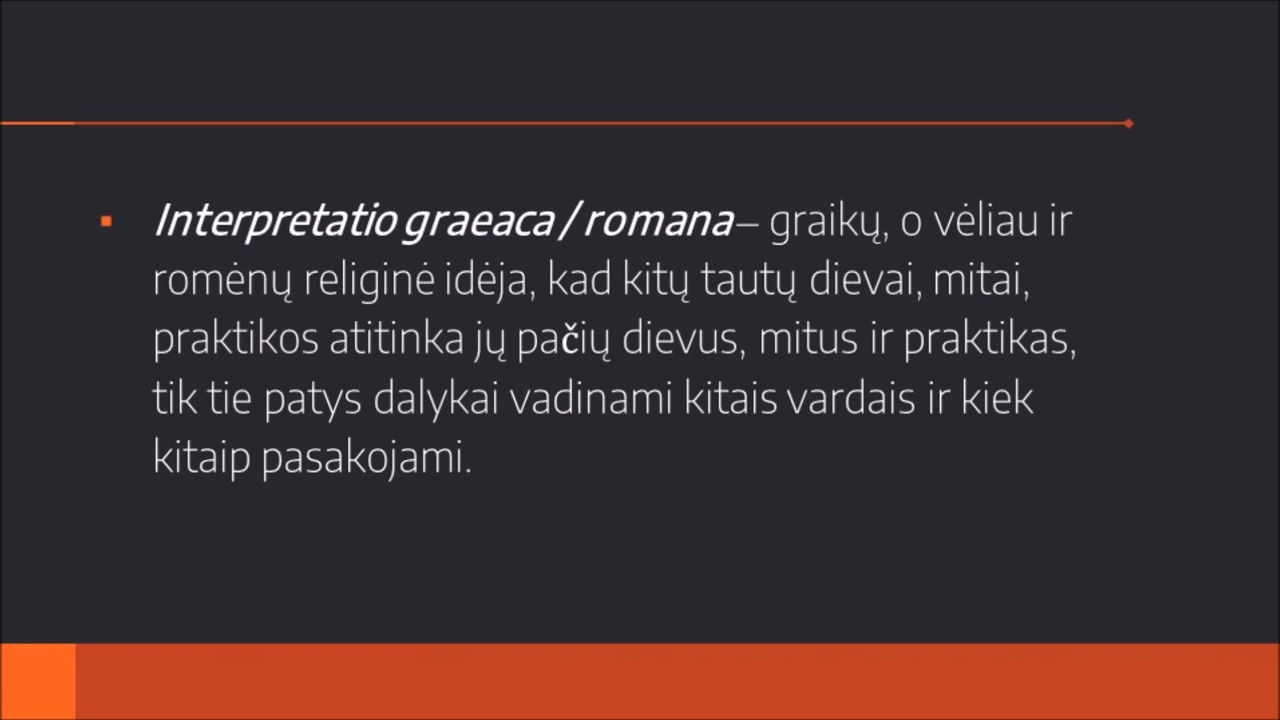 Interpretatio graeaca / romana – graikų, o vėliau ir
romėnų religinė idėja, kad kitų tautų dievai, mitai,
praktikos atitinka jų pačių dievus, mitus ir praktikas,
tik tie patys dalykai vadinami kitais vardais ir kiek
kitaip pasakojami.